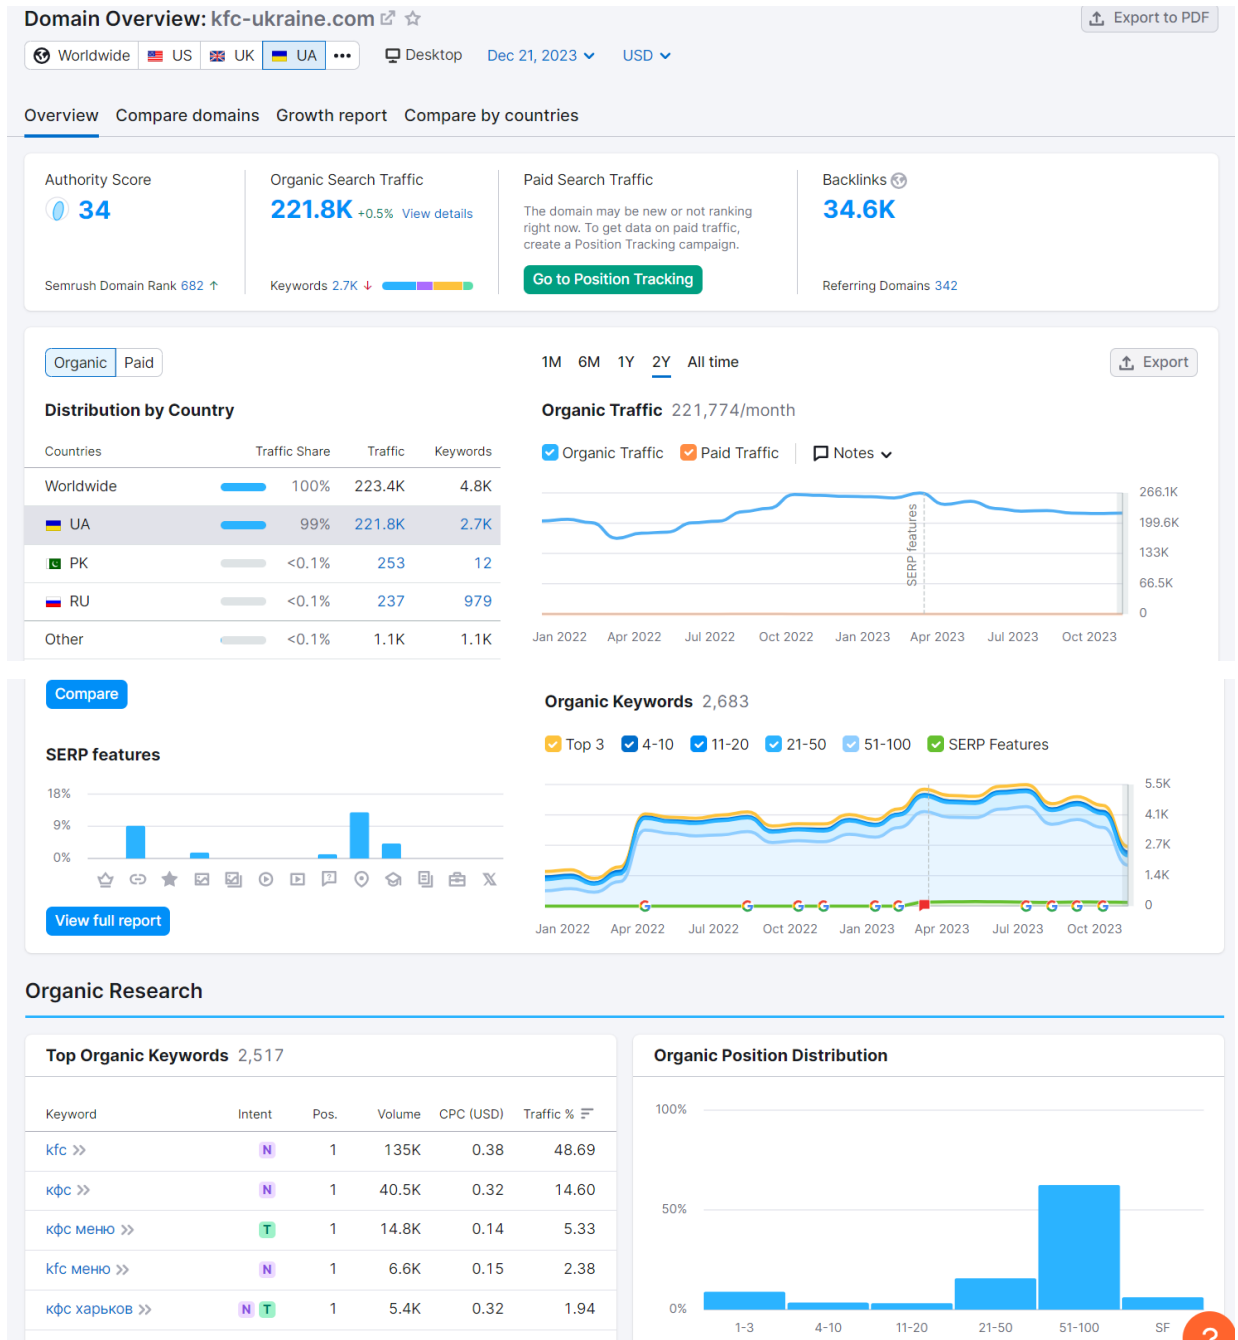 Domain Overview: kfc-ukraine.com
Export to PDF
Worldwide US UK UA ••• Desktop Dec 21, 2023 USD
Overview Compare domains Growth report Compare by countries
Authority Score
34
Semrush Domain Rank 682 ↑
Organic Search Traffic
221.8K +0.5% View details
Keywords 2.7K ↓
Paid Search Traffic
The domain may be new or not ranking
right now. To get data on paid traffic,
create a Position Tracking campaign.
Go to Position Tracking
Backlinks
34.6K
Referring Domains 342
Organic Paid
Distribution by Country
Countries Traffic Share Traffic Keywords
Worldwide 100% 223.4K 4.8K
UA 99% 221.8K 2.7K
PK <0.1% 253 12
RU <0.1% 237 979
Other <0.1% 1.1K 1.1K
1M 6M 1Y 2Y All time
Export
Organic Traffic 221,774/month
Organic Traffic Paid Traffic Notes
266.1K
199.6K
133K
66.5K
0
SERP features
Jan 2022 Apr 2022 Jul 2022 Oct 2022 Jan 2023 Apr 2023 Jul 2023 Oct 2023
Compare
SERP features
18%
9%
0%
View full report
Organic Keywords 2,683
Top 3 4-10 11-20 21-50 51-100 SERP Features
5.5K
4.1K
2.7K
1.4K
0
Jan 2022 Apr 2022 Jul 2022 Oct 2022 Jan 2023 Apr 2023 Jul 2023 Oct 2023
Organic Research
Top Organic Keywords 2,517
Keyword Intent Pos. Volume CPC (USD) Traffic %
kfc N 1 135K 0.38 48.69
кфс N 1 40.5K 0.32 14.60
кфс меню T 1 14.8K 0.14 5.33
kfc меню N 1 6.6K 0.15 2.38
кфс харьков N T 1 5.4K 0.32 1.94
Organic Position Distribution
100%
50%
0%
1-3 4-10 11-20 21-50 51-100 SF
?